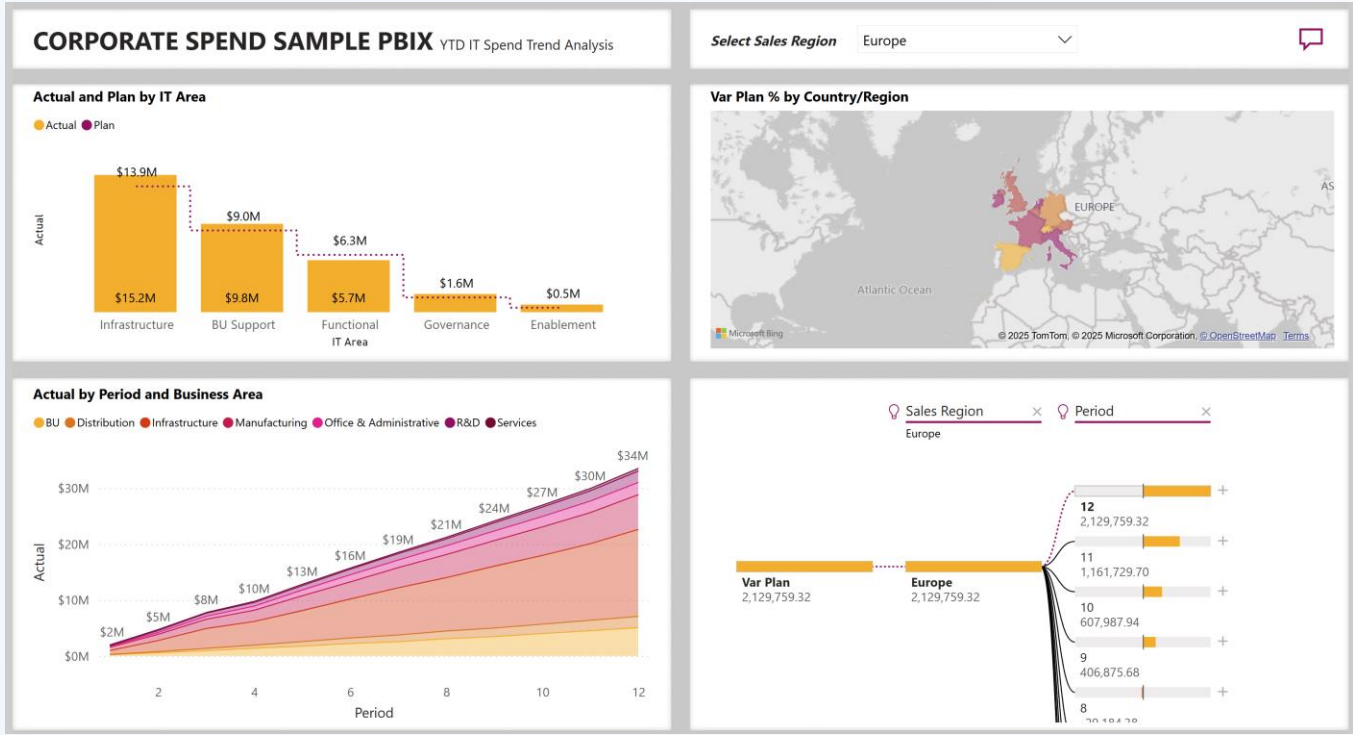 CORPORATE SPEND SAMPLE PBIX YTD IT Spend Trend Analysis
Select Sales Region Europe
Actual and Plan by IT Area
Actual Plan
$13.9M
$9.0M
$6.3M
$1.6M
$0.5M
Actual
$15.2M $9.8M $5.7M
Infrastructure BU Support Functional Governance Enablement
IT Area
Var Plan % by Country/Region
AS
EUROPE
Atlantic Ocean
Microsoft Bing
© 2025 TomTom, © 2025 Microsoft Corporation, © OpenStreetMap Terms
Actual by Period and Business Area
BU Distribution Infrastructure Manufacturing Office & Administrative R&D Services
$34M
$30M
$27M
$24M
$21M
$19M
$16M
$13M
$10M
$8M
$5M
$2M
$30M
$20M
$10M
$0M
Actual
2 4 6 8 10 12
Period
Sales Region Period
Europe
Var Plan
2,129,759.32
Europe
2,129,759.32
12
2,129,759.32
11
1,161,729.70
10
607,987.94
9
406,875.68
8